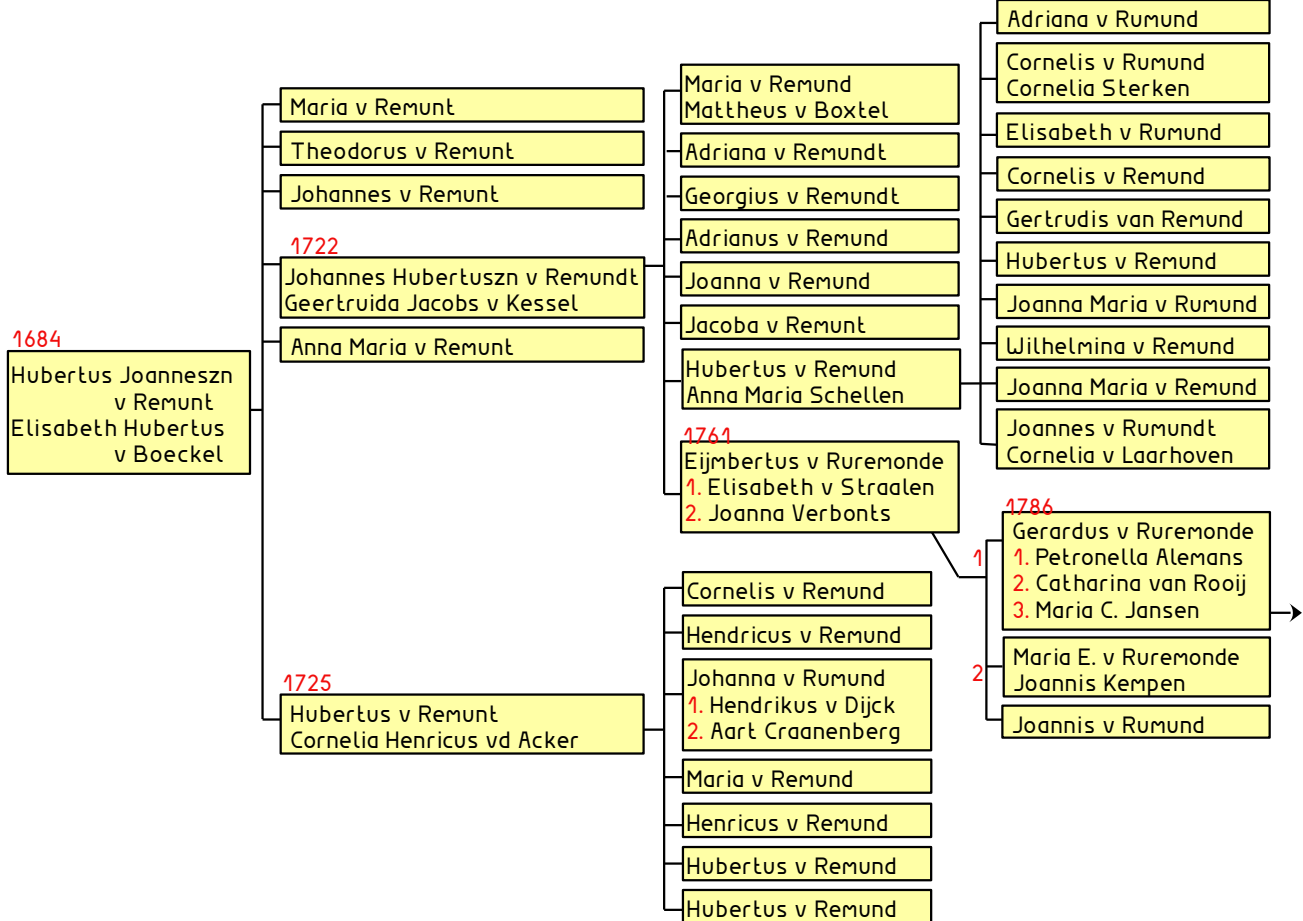 1684
Hubertus Joanneszn
v Remunt
Elisabeth Hubertus
v Boeckel
Maria v Remunt
Theodorus v Remunt
Johannes v Remunt
1722
Johannes Hubertuszn v Remundt
Geertruida Jacobs v Kessel
Anna Maria v Remunt
1725
Hubertus v Remunt
Cornelia Henricus vd Acker
Maria v Remund
Mattheus v Boxtel
Adriana v Remundt
Georgius v Remundt
Adrianus v Remund
Joanna v Remund
Jacoba v Remunt
Hubertus v Remund
Anna Maria Schellen
1761
Eijmbertus v Ruremonde
1. Elisabeth v Straalen
2. Joanna Verbonts
Cornelis v Remund
Hendricus v Remund
Johanna v Rumund
1. Hendrikus v Dijck
2. Aart Craanenberg
Maria v Remund
Henricus v Remund
Hubertus v Remund
Hubertus v Remund
Adriana v Rumund
Cornelis v Rumund
Cornelia Sterken
Elisabeth v Rumund
Cornelis v Remund
Gertrudis van Remund
Hubertus v Remund
Joanna Maria v Rumund
Wilhelmina v Remund
Joanna Maria v Remund
Joannes v Rumundt
Cornelia v Laarhoven
1786
1
Gerardus v Ruremonde
1. Petronella Alemans
2. Catharina van Rooij
3. Maria C. Jansen
2
Maria E. v Ruremonde
Joannis Kempen
Joannis v Rumund